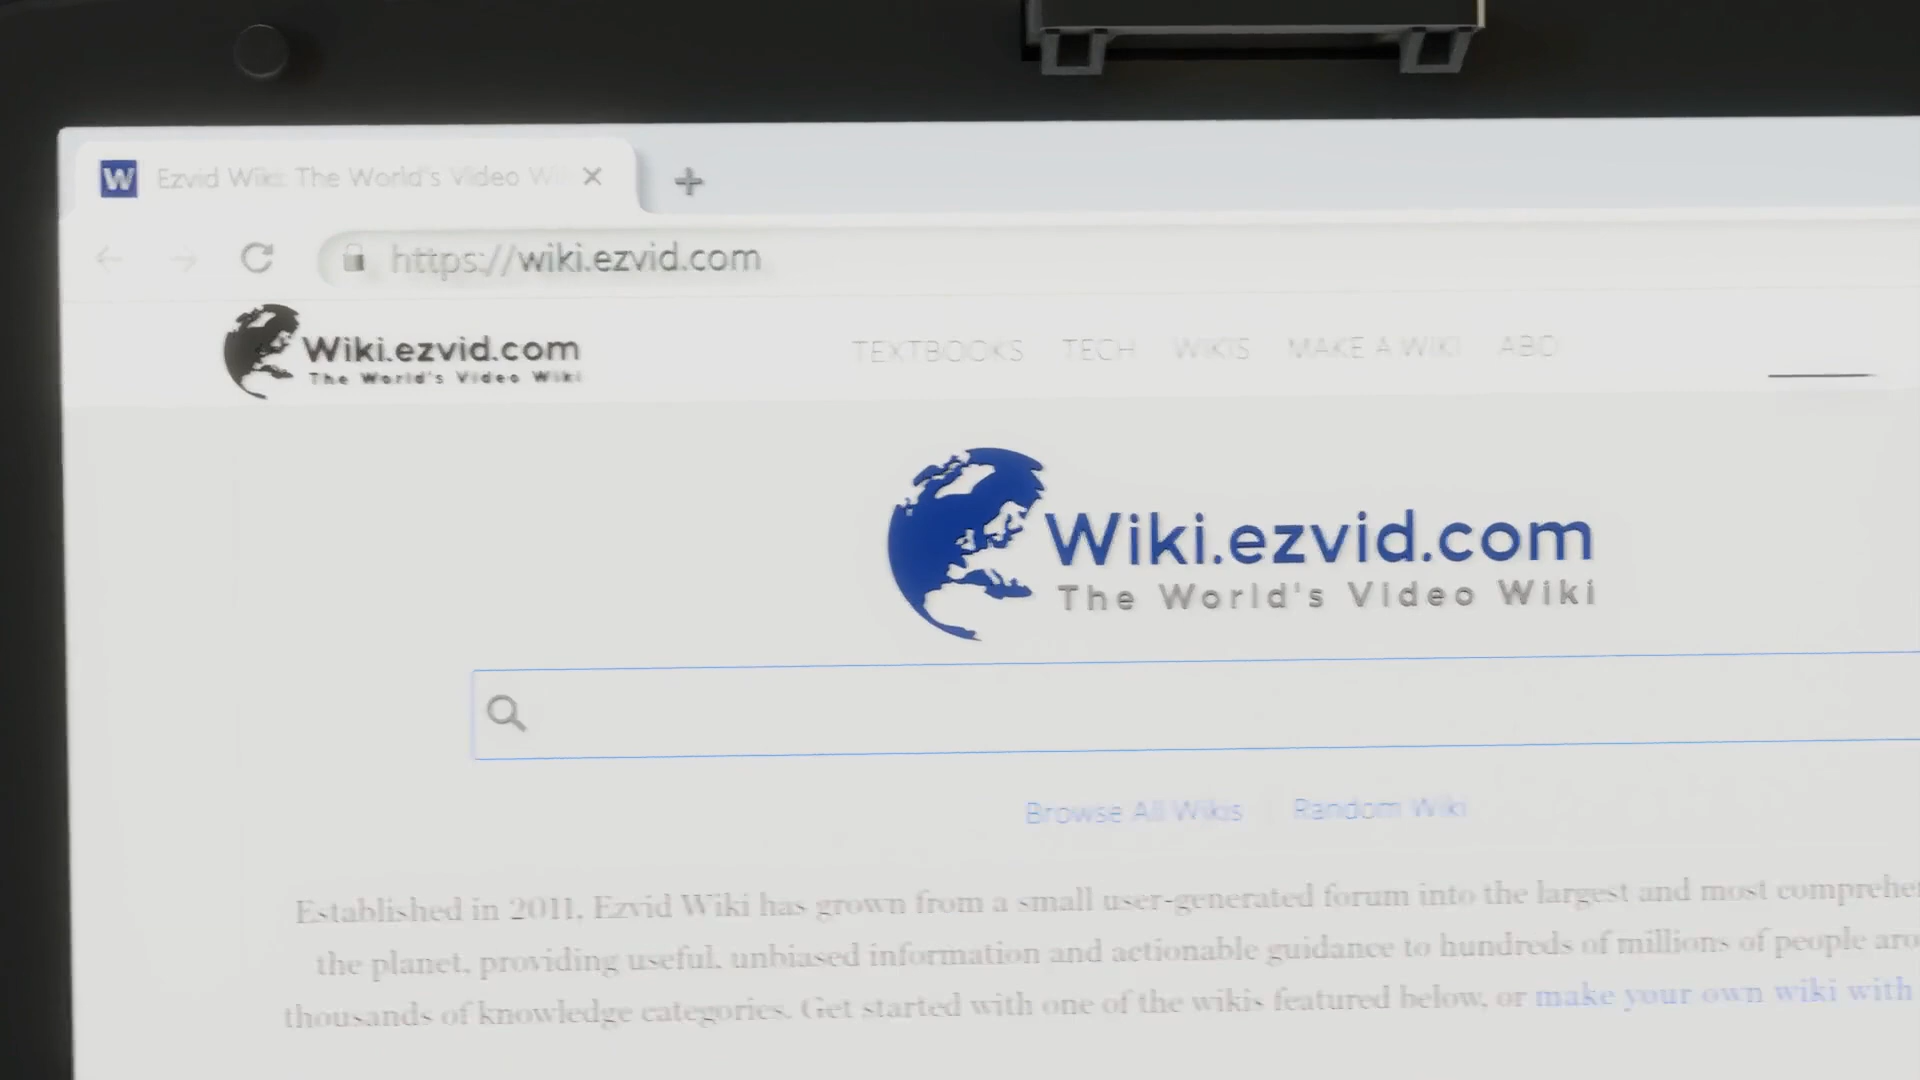 W Ezvid Wiki: The World's Video Wi
https://wiki.ezvid.com
Wiki.ezvid.com
The World's Video Wiki
TEXTBOOKS TECH WIKIS MAKE A WIKI ABO
Wiki.ezvid.com
The World's Video Wiki
Browse All Wikis Random Wiki
Established in 2011, Ezvid Wiki has grown from a small user-generated forum into the largest and most comprehe
the planet, providing useful, unbiased information and actionable guidance to hundreds of millions of people aro
thousands of knowledge categories. Get started with one of the wikis featured below, or make your own wiki with